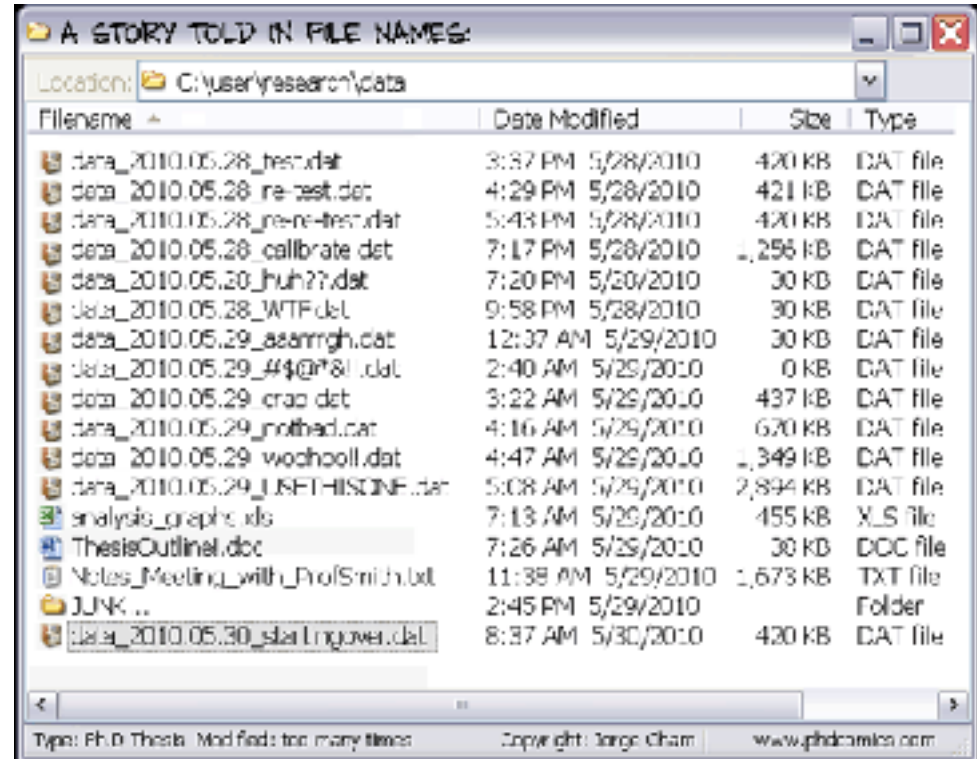 A STORY TOLD IN FILE NAMES:
Location: C:\user\research\data
Filename Date Modified Size Type
data_2010.05.28_test.dat 3:37 PM 5/28/2010 420 KB DAT file
data_2010.05.28_re-test.dat 4:29 PM 5/28/2010 421 KB DAT file
data_2010.05.28_re-re-test.dat 5:43 PM 5/28/2010 420 KB DAT file
data_2010.05.28_calibrate.dat 7:17 PM 5/28/2010 1,256 KB DAT file
data_2010.05.28_huh??.dat 7:20 PM 5/28/2010 30 KB DAT file
data_2010.05.28_WTF.dat 9:58 PM 5/28/2010 30 KB DAT file
data_2010.05.29_aaarrrgh.dat 12:37 AM 5/29/2010 30 KB DAT file
data_2010.05.29_#$@*&!!.dat 2:40 AM 5/29/2010 0 KB DAT file
data_2010.05.29_crap.dat 3:22 AM 5/29/2010 437 KB DAT file
data_2010.05.29_notbad.dat 4:16 AM 5/29/2010 670 KB DAT file
data_2010.05.29_woohoo!!.dat 4:47 AM 5/29/2010 1,349 KB DAT file
data_2010.05.29_USETHISONE.dat 5:08 AM 5/29/2010 2,894 KB DAT file
analysis_graphs.xls 7:13 AM 5/29/2010 455 KB XLS file
ThesisOutline!.doc 7:26 AM 5/29/2010 38 KB DOC file
Notes_Meeting_with_ProfSmith.txt 11:38 AM 5/29/2010 1,673 KB TXT file
JUNK... 2:45 PM 5/29/2010 Folder
data_2010.05.30_startingover.dat 8:37 AM 5/30/2010 420 KB DAT file
Type: Ph.D Thesis Modified: too many times Copyright: Jorge Cham www.phdcomics.com